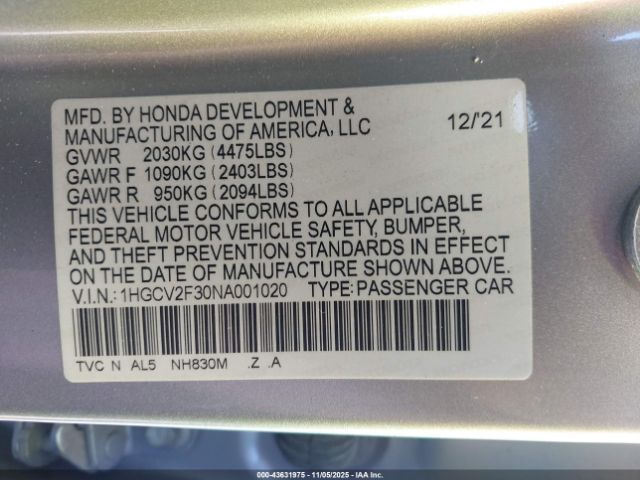 MFD. BY HONDA DEVELOPMENT &
MANUFACTURING OF AMERICA, LLC 12/'21
GVWR 2030KG (4475LBS)
GAWR F 1090KG (2403LBS)
GAWR R 950KG (2094LBS)
THIS VEHICLE CONFORMS TO ALL APPLICABLE
FEDERAL MOTOR VEHICLE SAFETY, BUMPER,
AND THEFT PREVENTION STANDARDS IN EFFECT
ON THE DATE OF MANUFACTURE SHOWN ABOVE.
V.I.N.: 1HGCV2F30NA001020 TYPE: PASSENGER CAR
TVC N AL5 NH830M .Z .A
000-43631975 - 11/05/2025 - IAA Inc.